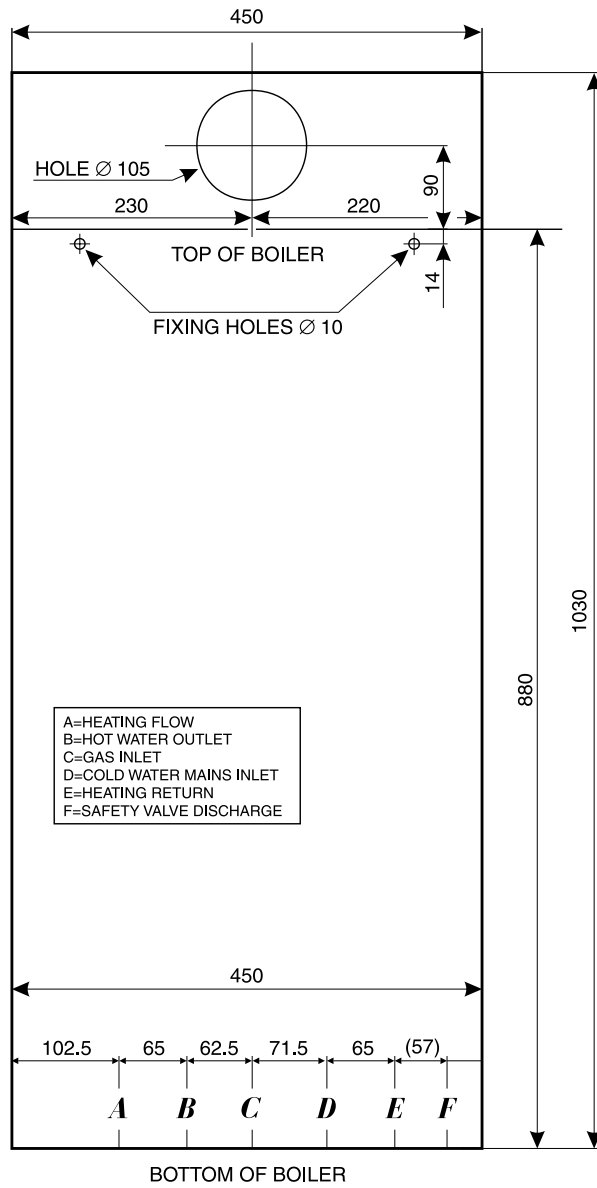 450
HOLE Ø 105
90
230
220
TOP OF BOILER
14
FIXING HOLES Ø 10
1030
880
A=HEATING FLOW
B=HOT WATER OUTLET
C=GAS INLET
D=COLD WATER MAINS INLET
E=HEATING RETURN
F=SAFETY VALVE DISCHARGE
450
102.5 65 62.5 71.5 65 (57)
A B C D E F
BOTTOM OF BOILER